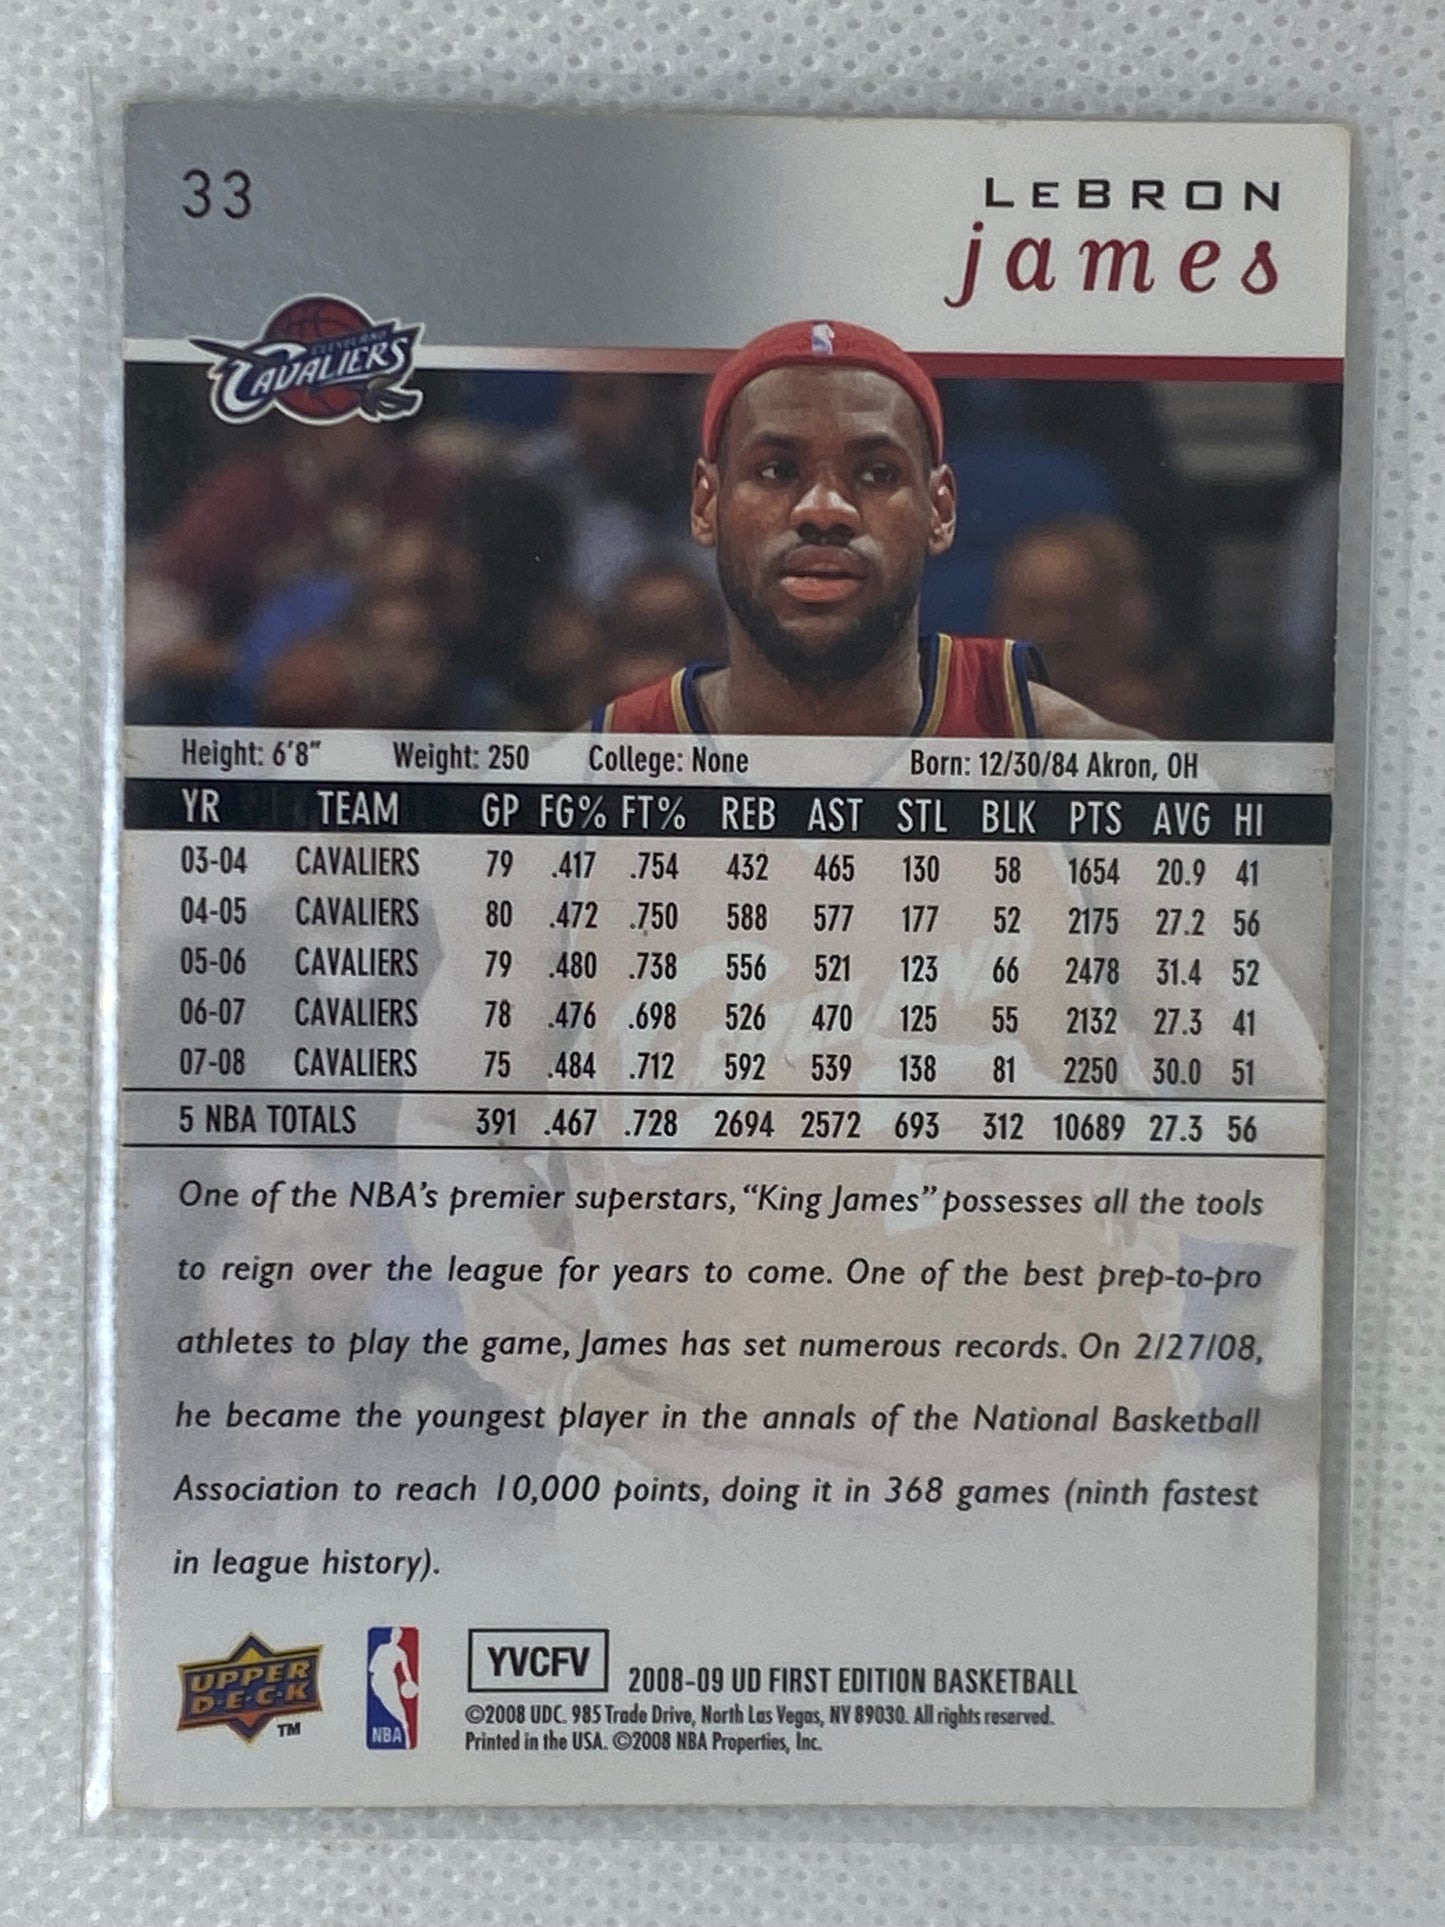 33
LeBRON
james
CLEVELAND
CAVALIERS
Height: 6'8" Weight: 250 College: None Born: 12/30/84 Akron, OH
YR TEAM GP FG% FT% REB AST STL BLK PTS AVG HI
03-04 CAVALIERS 79 .417 .754 432 465 130 58 1654 20.9 41
04-05 CAVALIERS 80 .472 .750 588 577 177 52 2175 27.2 56
05-06 CAVALIERS 79 .480 .738 556 521 123 66 2478 31.4 52
06-07 CAVALIERS 78 .476 .698 526 470 125 55 2132 27.3 41
07-08 CAVALIERS 75 .484 .712 592 539 138 81 2250 30.0 51
5 NBA TOTALS 391 .467 .728 2694 2572 693 312 10689 27.3 56
One of the NBA's premier superstars, "King James" possesses all the tools
to reign over the league for years to come. One of the best prep-to-pro
athletes to play the game, James has set numerous records. On 2/27/08,
he became the youngest player in the annals of the National Basketball
Association to reach 10,000 points, doing it in 368 games (ninth fastest
in league history).
UPPER
D·E·C·K
TM
NBA
YVCFV
2008-09 UD FIRST EDITION BASKETBALL
©2008 UDC. 985 Trade Drive, North Las Vegas, NV 89030. All rights reserved.
Printed in the USA. ©2008 NBA Properties, Inc.